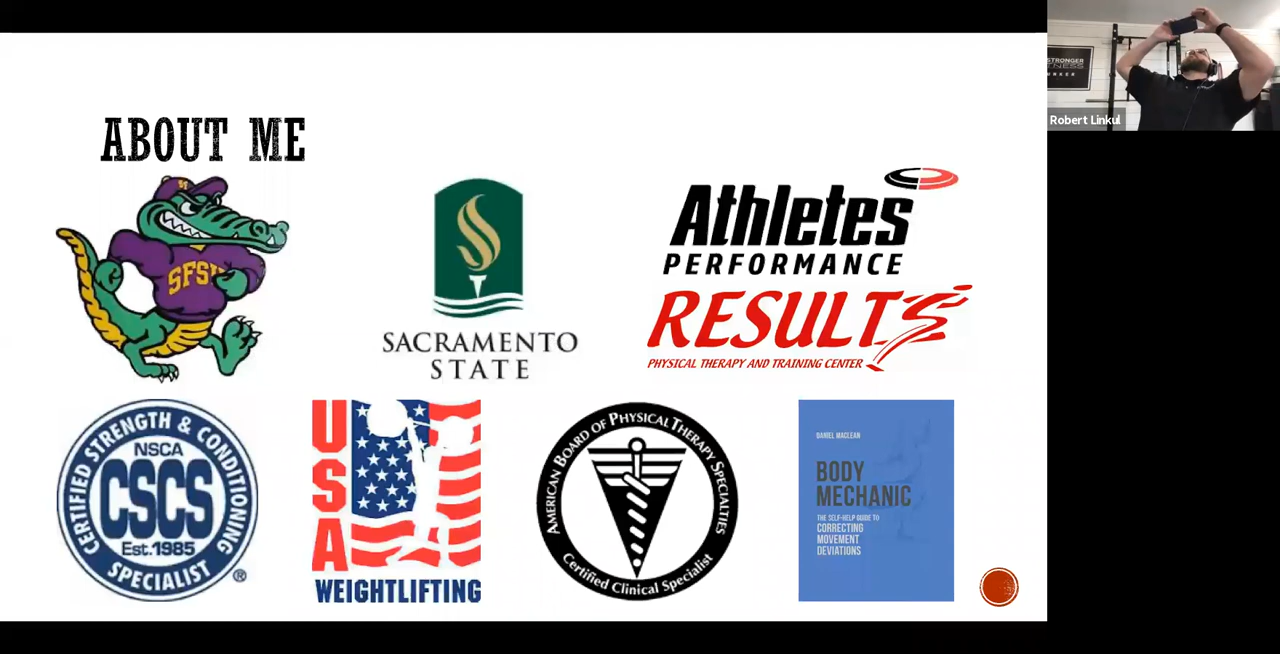 STRONGER
Robert Linkul
ABOUT ME
SFSU
SACRAMENTO
STATE
Athletes
PERFORMANCE
RESULTS
PHYSICAL THERAPY AND TRAINING CENTER
CERTIFIED STRENGTH & CONDITIONING
NSCA
CSCS
Est.1985
SPECIALIST
®
USA
WEIGHTLIFTING
AMERICAN BOARD OF PHYSICAL THERAPY SPECIALTIES
Certified Clinical Specialist
DANIEL MACLEAN
BODY
MECHANIC
THE SELF-HELP GUIDE TO
CORRECTING
MOVEMENT
DEVIATIONS